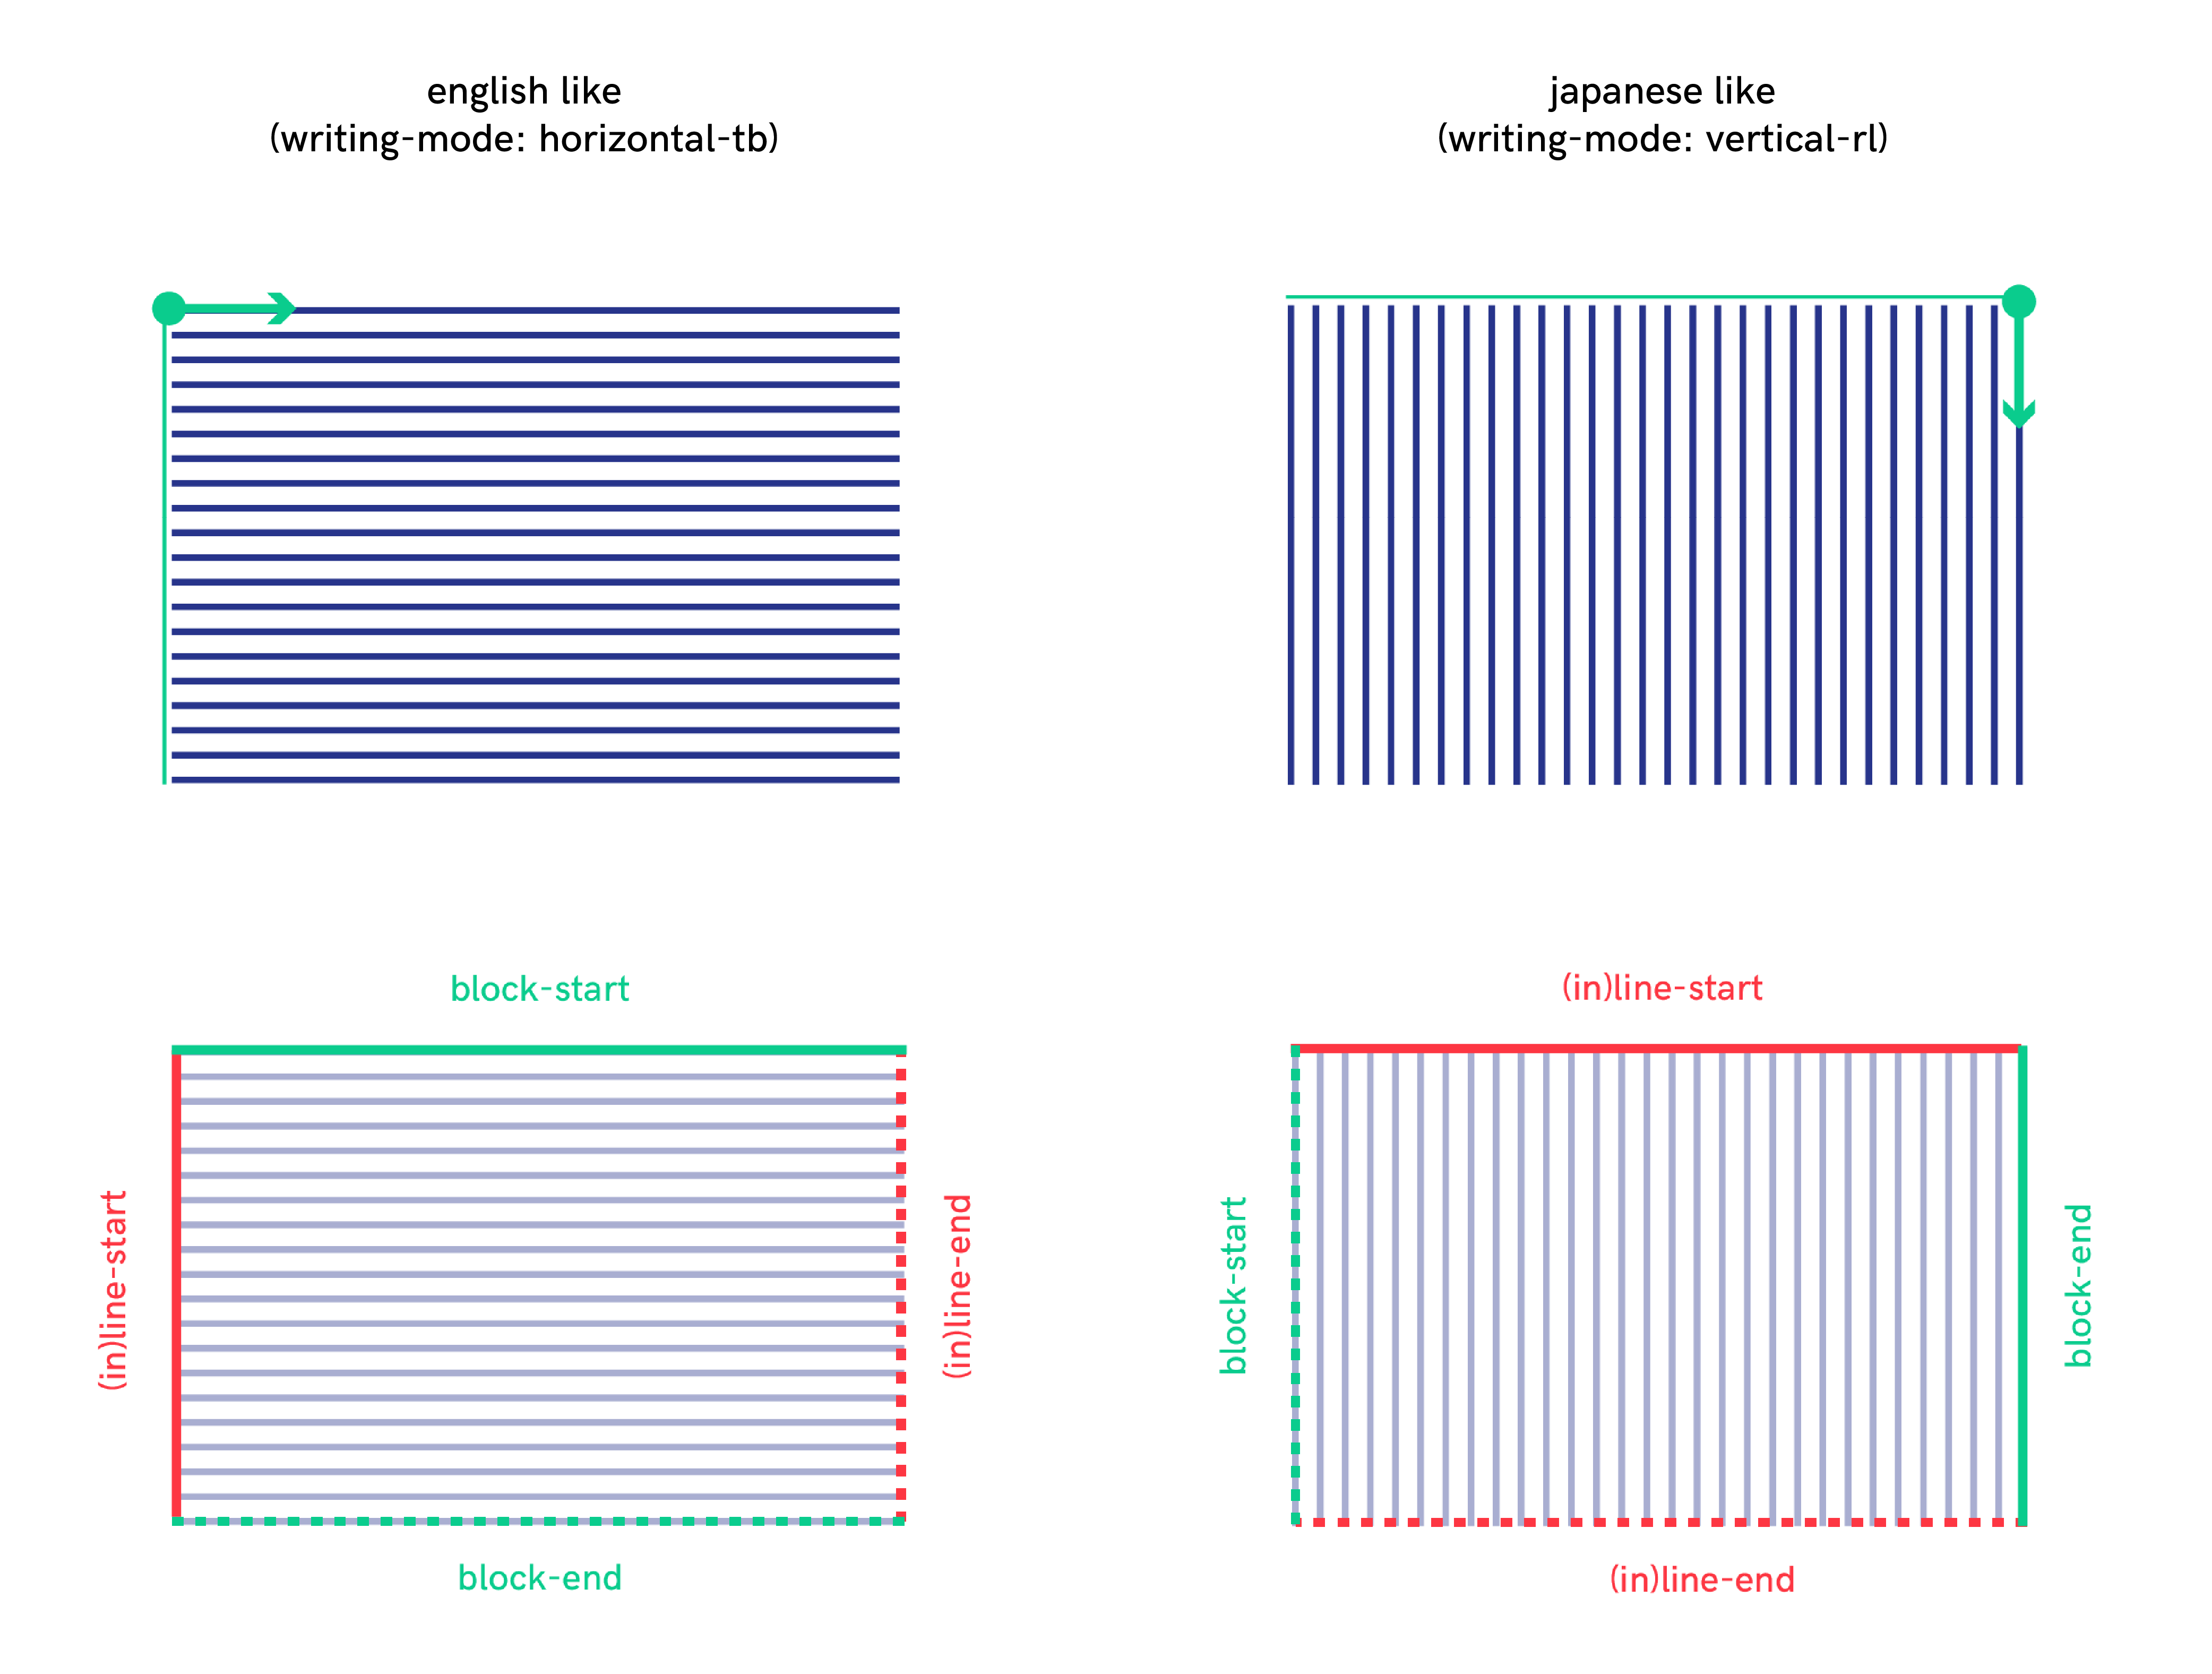 english like
(writing-mode: horizontal-tb)
japanese like
(writing-mode: vertical-rl)
block-start
(in)line-start
(in)line-end
block-end
(in)line-start
block-start
block-end
(in)line-end